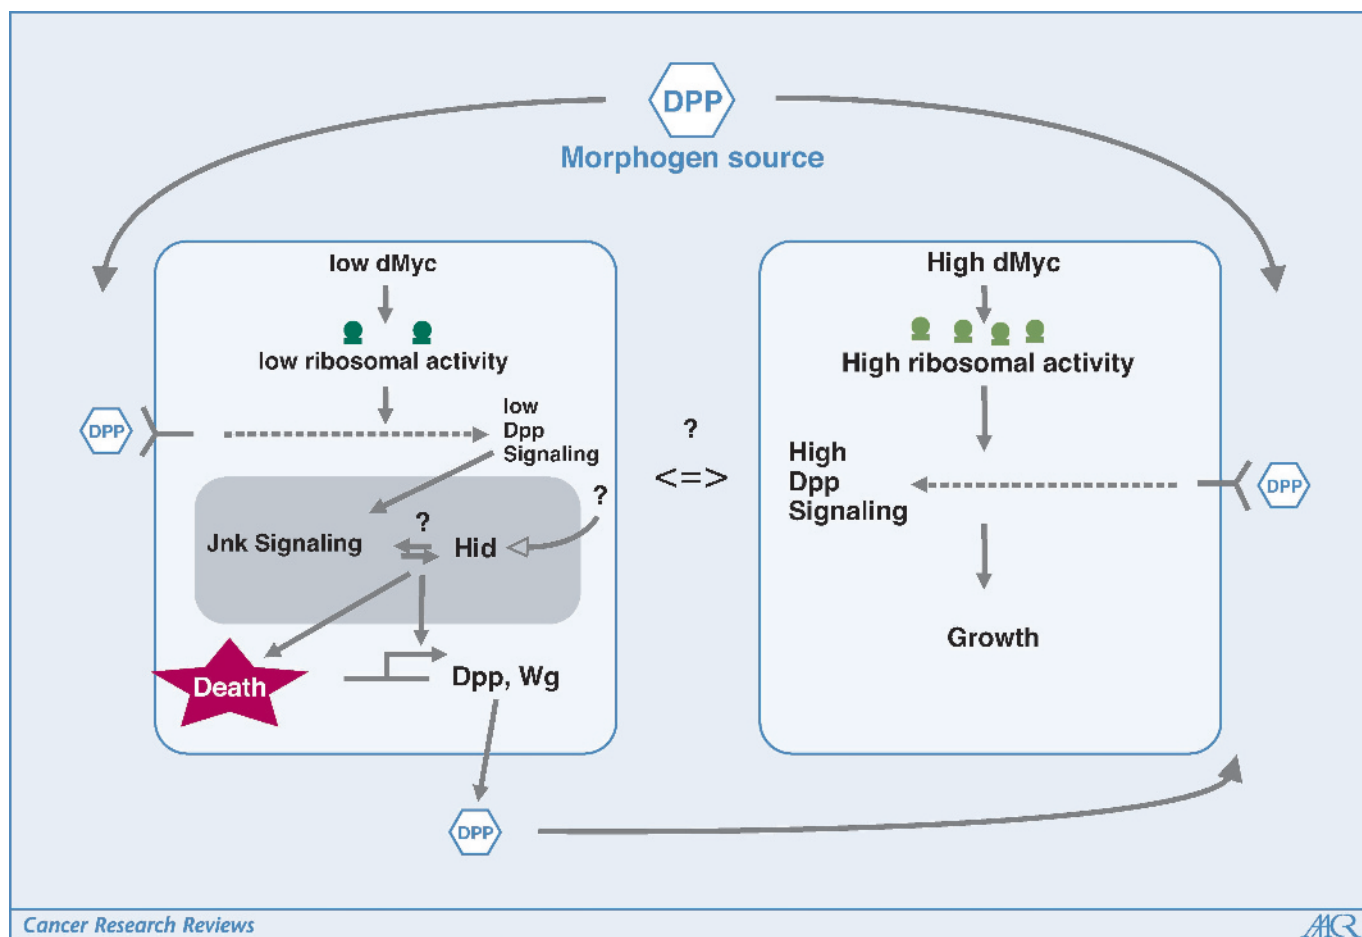 DPP
Morphogen source
low dMyc
low ribosomal activity
DPP
low
Dpp
Signaling
?
Jnk Signaling
?
Hid
Death
Dpp, Wg
DPP
?
<=>
High dMyc
High ribosomal activity
High
Dpp
Signaling
DPP
Growth
Cancer Research Reviews
AACR